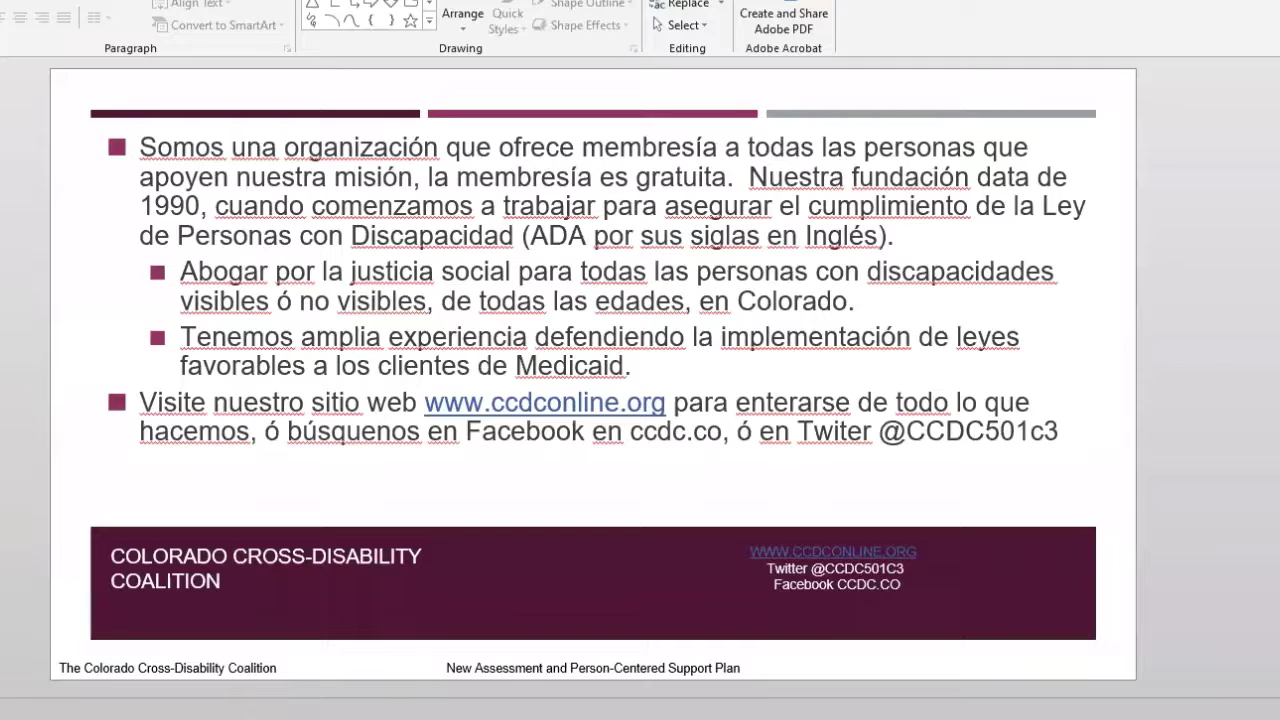 Align Text
Convert to SmartArt
Paragraph
Arrange
Quick
Styles
Shape Outline
Shape Effects
Drawing
Replace
Select
Editing
Create and Share
Adobe PDF
Adobe Acrobat
Somos una organización que ofrece membresía a todas las personas que
apoyen nuestra misión, la membresía es gratuita. Nuestra fundación data de
1990, cuando comenzamos a trabajar para asegurar el cumplimiento de la Ley
de Personas con Discapacidad (ADA por sus siglas en Inglés).
Abogar por la justicia social para todas las personas con discapacidades
visibles ó no visibles, de todas las edades, en Colorado.
Tenemos amplia experiencia defendiendo la implementación de leyes
favorables a los clientes de Medicaid.
Visite nuestro sitio web www.ccdconline.org para enterarse de todo lo que
hacemos, ó búsquenos en Facebook en ccdc.co, ó en Twiter @CCDC501c3
COLORADO CROSS-DISABILITY
COALITION
WWW.CCDCONLINE.ORG
Twitter @CCDC501C3
Facebook CCDC.CO
The Colorado Cross-Disability Coalition
New Assessment and Person-Centered Support Plan